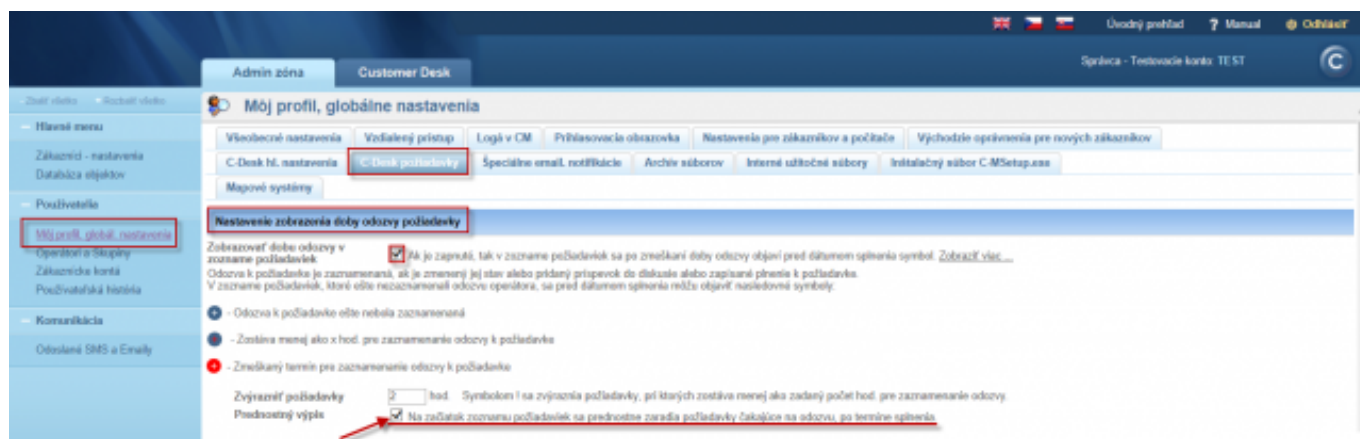 Úvodný prehľad ? Manual Odhlásiť
Správca - Testovacie konto: TEST
Admin zóna Customer Desk
Zbaliť všetko Rozbaliť všetko
Môj profil, globálne nastavenia
Hlavné menu
Zákazníci - nastavenia
Databáza objektov
Používatelia
Môj profil, globál. nastavenia
Operátori a Skupiny
Zákaznícke kontá
Používateľská história
Komunikácia
Odoslané SMS a Emaily
Všeobecné nastavenia Vzdialený prístup Logá v CM Prihlasovacia obrazovka Nastavenia pre zákazníkov a počítače Východzie oprávnenia pre nových zákazníkov
C-Desk hl. nastavenia C-Desk požiadavky Špeciálne email. notifikácie Archív súborov Interné užitočné súbory Inštalačný súbor C-MSetup.exe
Mapové systémy
Nastavenie zobrazenia doby odozvy požiadavky
Zobrazovať dobu odozvy v
zozname požiadaviek
Ak je zapnuté, tak v zozname požiadaviek sa po zmeškaní doby odozvy objaví pred dátumom splnenia symbol. Zobraziť viac ...
Odozva k požiadavke je zaznamenaná, ak je zmenený jej stav alebo pridaný príspevok do diskusie alebo zapísané plnenie k požiadavke.
V zozname požiadaviek, ktoré ešte nezaznamenali odozvu operátora, sa pred dátumom splnenia môžu objaviť nasledovné symboly:
- Odozva k požiadavke ešte nebola zaznamenaná
- Zostáva menej ako x hod. pre zaznamenanie odozvy k požiadavke
- Zmeškaný termín pre zaznamenanie odozvy k požiadavke
Zvýrazniť požiadavky 2 hod. Symbolom ! sa zvýraznia požiadavky, pri ktorých zostáva menej ako zadaný počet hod. pre zaznamenanie odozvy.
Prednostný výpis Na začiatok zoznamu požiadaviek sa prednostne zaradia požiadavky čakajúce na odozvu, po termíne splnenia.